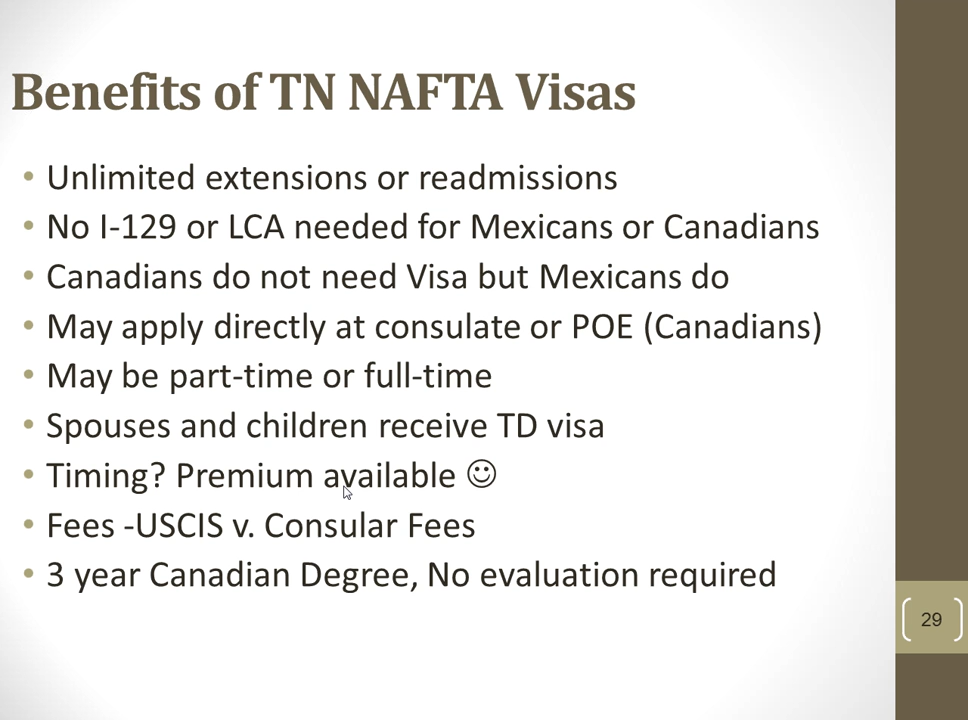 Benefits of TN NAFTA Visas
• Unlimited extensions or readmissions
• No I-129 or LCA needed for Mexicans or Canadians
• Canadians do not need Visa but Mexicans do
• May apply directly at consulate or POE (Canadians)
• May be part-time or full-time
• Spouses and children receive TD visa
• Timing? Premium available ☺
• Fees -USCIS v. Consular Fees
• 3 year Canadian Degree, No evaluation required
29